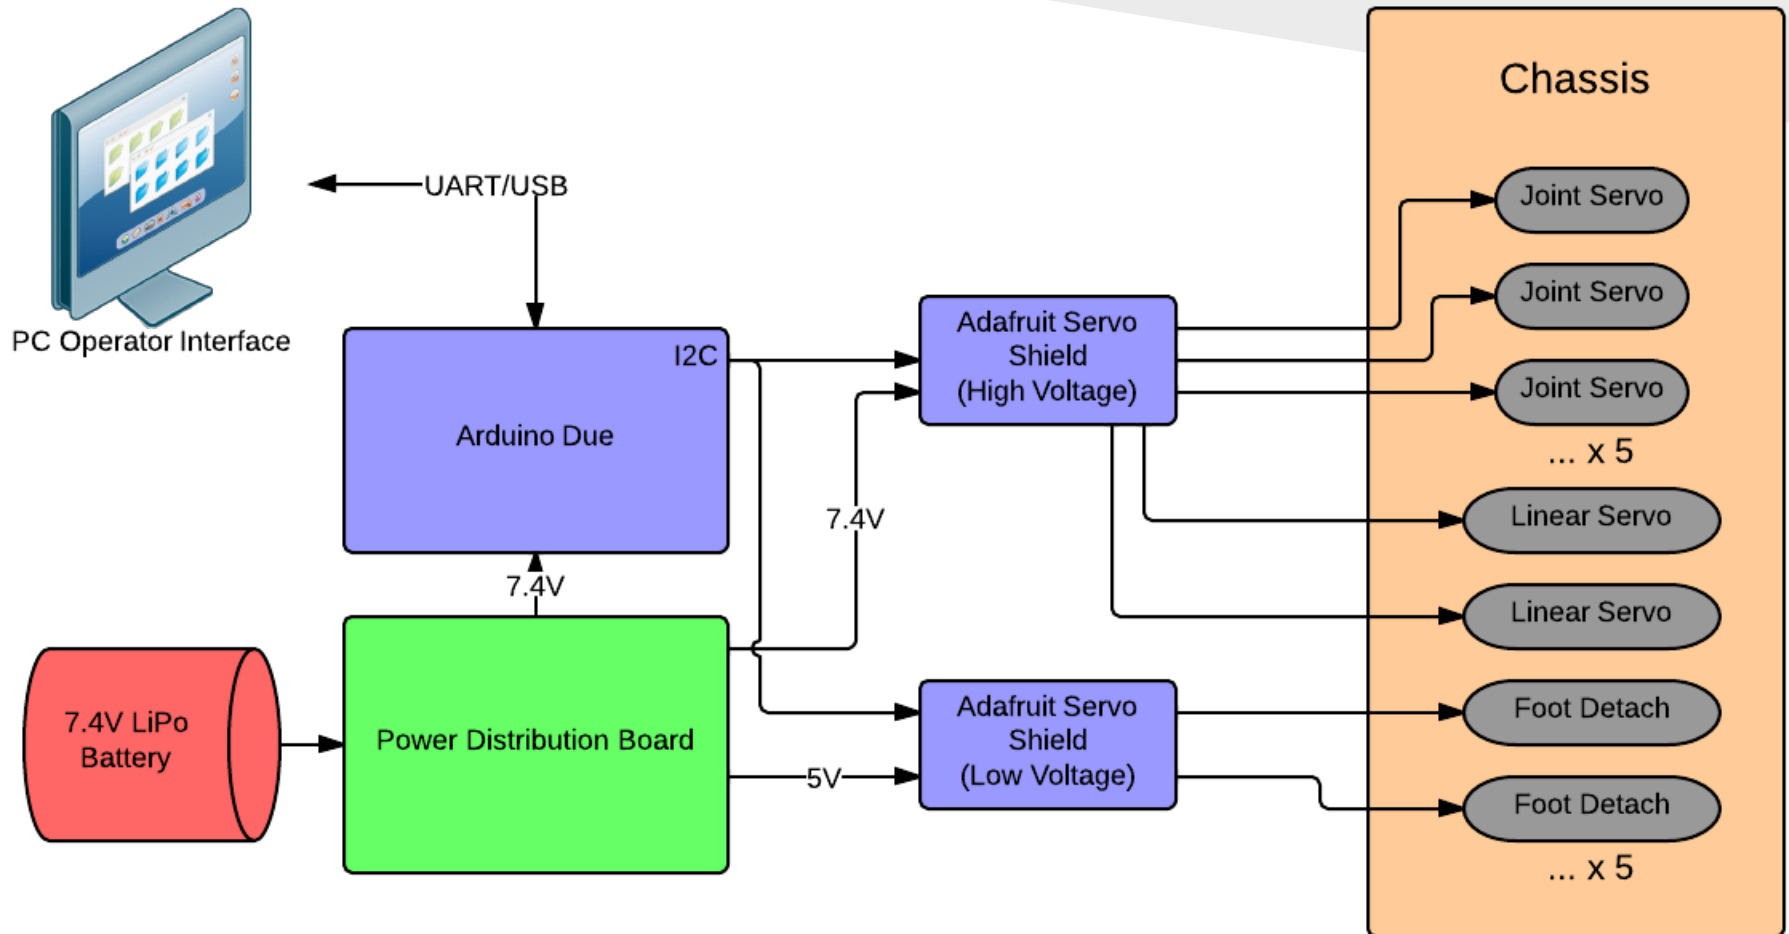 Chassis
UART/USB
PC Operator Interface
I2C
Arduino Due
Adafruit Servo
Shield
(High Voltage)
Joint Servo
Joint Servo
Joint Servo
... x 5
7.4V
Linear Servo
Linear Servo
7.4V
7.4V LiPo
Battery
Power Distribution Board
5V
Adafruit Servo
Shield
(Low Voltage)
Foot Detach
Foot Detach
... x 5